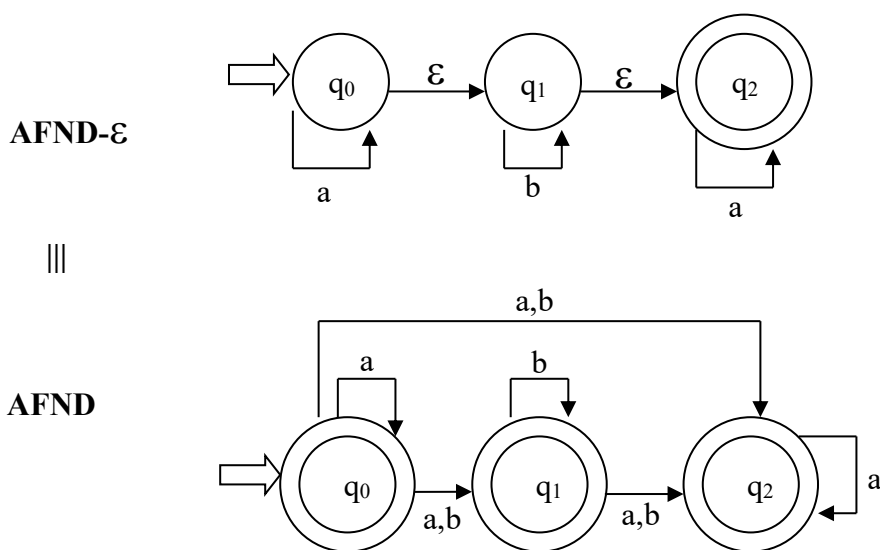 q0 ε q1 ε q2
AFND-ε
a b a
|||
a,b
a b
AFND
q0 q1 q2 a
a,b a,b